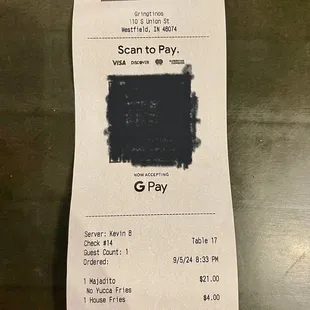 Gringtinos
110 S Union St
Westfield, IN 46074
Scan to Pay.
VISA DISCOVER
NOW ACCEPTING
G Pay
Server: Kevin B
Check #14 Table 17
Guest Count: 1
Ordered: 9/5/24 8:33 PM
1 Majadito $21.00
No Yucca Fries
1 House Fries $4.00